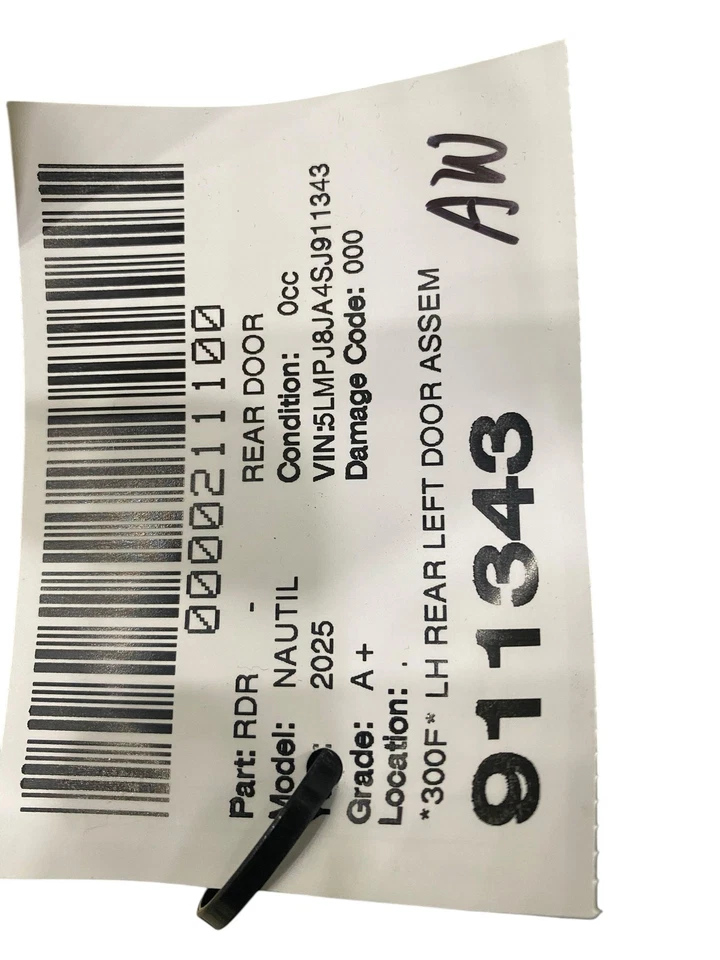 0000211100
Part: RDR - REAR DOOR
Model: NAUTIL Condition: 0cc
2025 VIN:5LMPJ8JA4SJ911343
Grade: A+ Damage Code: 000
Location: .
*300F* LH REAR LEFT DOOR ASSEM
911343 AW